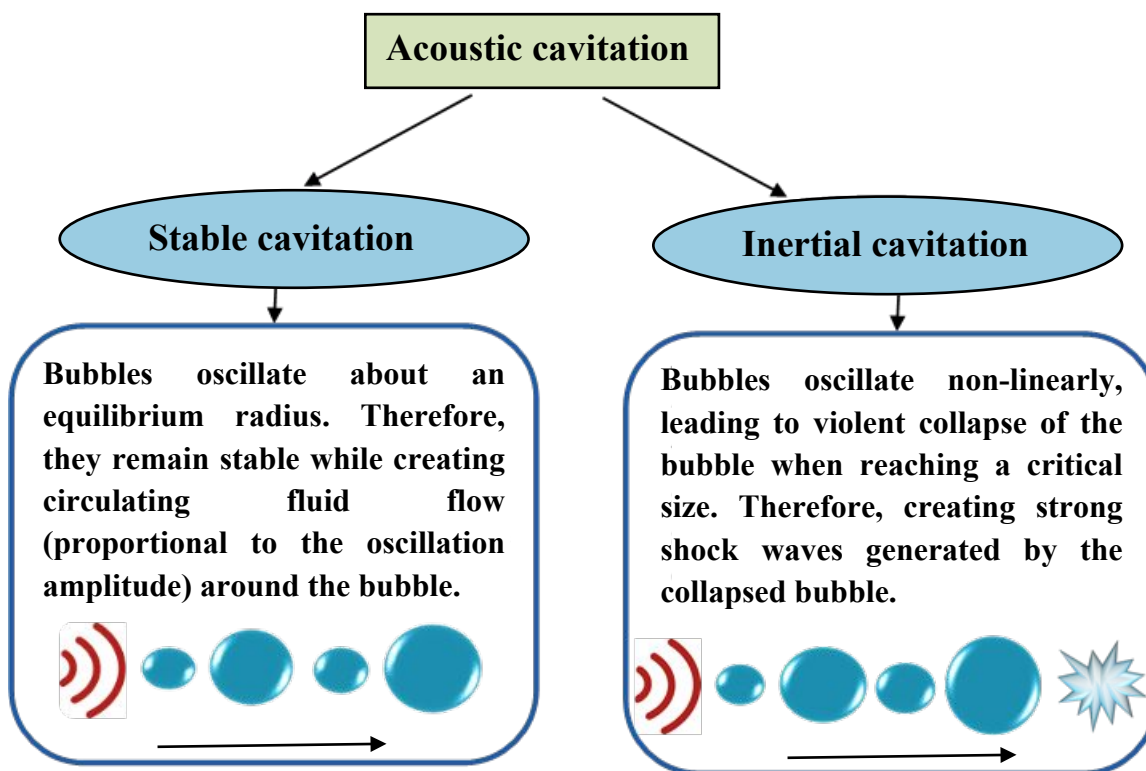 Acoustic cavitation
Stable cavitation
Inertial cavitation
Bubbles oscillate about an
equilibrium radius. Therefore,
they remain stable while creating
circulating fluid flow
(proportional to the oscillation
amplitude) around the bubble.
Bubbles oscillate non-linearly,
leading to violent collapse of the
bubble when reaching a critical
size. Therefore, creating strong
shock waves generated by the
collapsed bubble.